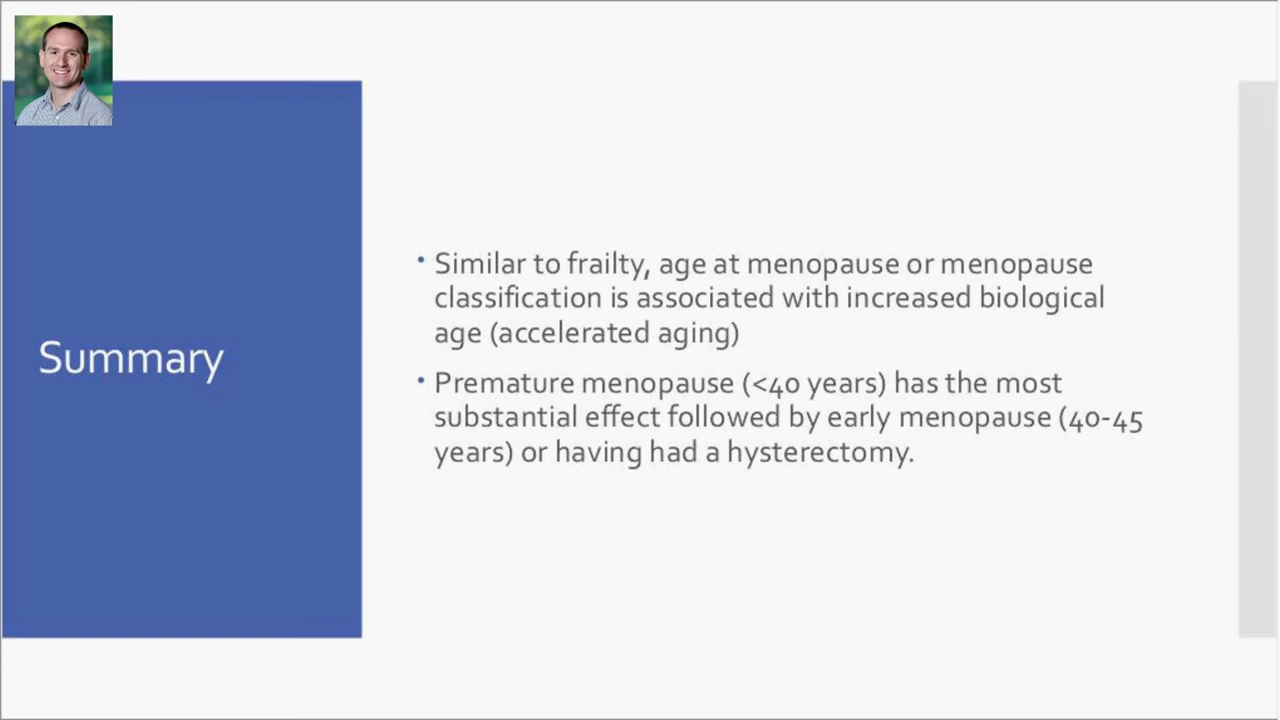 Summary
• Similar to frailty, age at menopause or menopause
classification is associated with increased biological
age (accelerated aging)
• Premature menopause (<40 years) has the most
substantial effect followed by early menopause (40-45
years) or having had a hysterectomy.